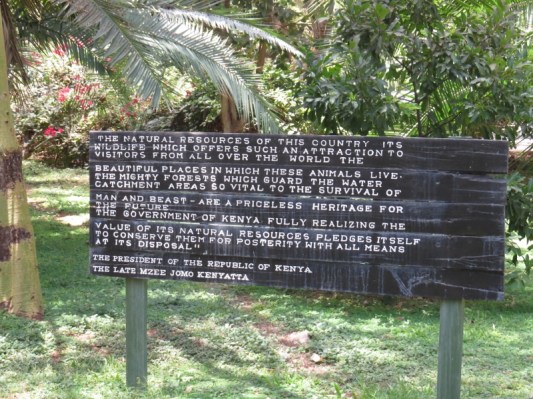 THE NATURAL RESOURCES OF THIS COUNTRY ITS
WILDLIFE WHICH OFFERS SUCH AN ATTRACTION TO
VISITORS FROM ALL OVER THE WORLD THE
BEAUTIFUL PLACES IN WHICH THESE ANIMALS LIVE.
THE MIGHTY FORESTS WHICH GUARD THE WATER
CATCHMENT AREAS SO VITAL TO THE SURVIVAL OF
MAN AND BEAST - ARE A PRICELESS HERITAGE FOR
THE FUTURE
THE GOVERNMENT OF KENYA FULLY REALIZING THE
VALUE OF ITS NATURAL RESOURCES PLEDGES ITSELF
TO CONSERVE THEM FOR POSTERITY WITH ALL MEANS
AT ITS DISPOSAL"
THE PRESIDENT OF THE REPUBLIC OF KENYA
THE LATE MZEE JOMO KENYATTA